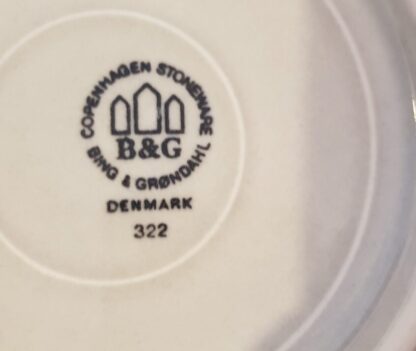 COPENHAGEN STONEWARE
B&G
BING & GRØNDAHL
DENMARK
322